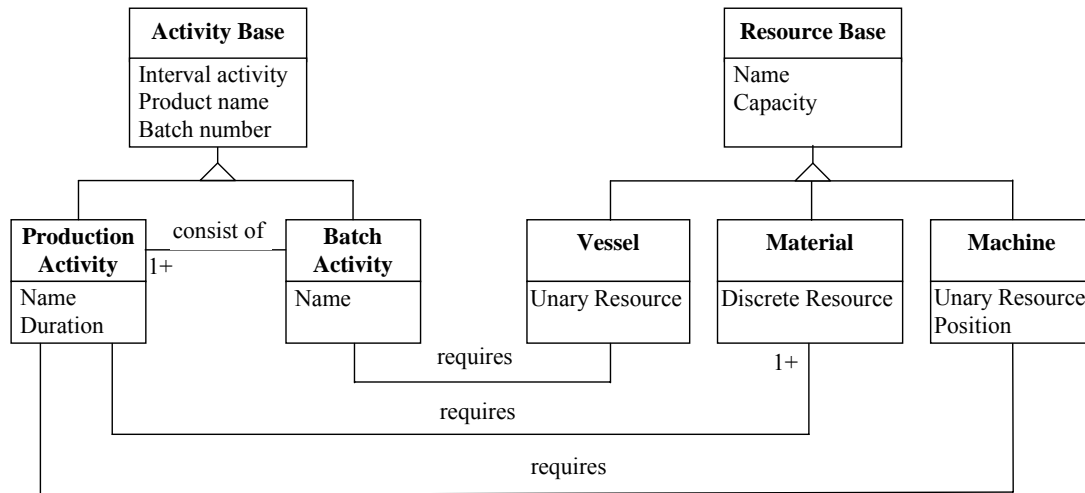 Activity Base
Interval activity
Product name
Batch number
Resource Base
Name
Capacity
Production
Activity
Name
Duration
consist of
1+
Batch
Activity
Name
Vessel
Unary Resource
Material
Discrete Resource
Machine
Unary Resource
Position
requires
1+
requires
requires